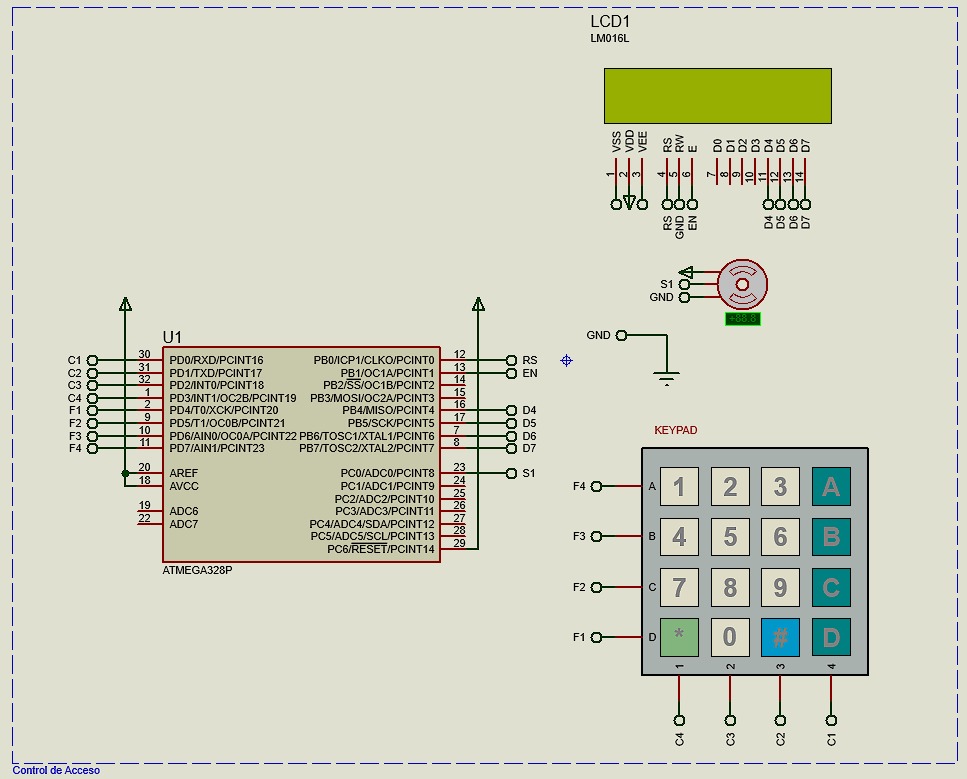 LCD1
LM016L
VSS VDD VEE RS RW E D0 D1 D2 D3 D4 D5 D6 D7
1 2 3 4 5 6 7 8 9 10 11 12 13 14
RS GND EN D4 D5 D6 D7
S1
GND
+88.8
GND
U1
C1 30 PD0/RXD/PCINT16 PB0/ICP1/CLKO/PCINT0 12 RS
C2 31 PD1/TXD/PCINT17 PB1/OC1A/PCINT1 13 EN
C3 32 PD2/INT0/PCINT18 PB2/SS/OC1B/PCINT2 14
C4 1 PD3/INT1/OC2B/PCINT19 PB3/MOSI/OC2A/PCINT3 15
F1 2 PD4/T0/XCK/PCINT20 PB4/MISO/PCINT4 16 D4
F2 9 PD5/T1/OC0B/PCINT21 PB5/SCK/PCINT5 17 D5
F3 10 PD6/AIN0/OC0A/PCINT22 PB6/TOSC1/XTAL1/PCINT6 7 D6
F4 11 PD7/AIN1/PCINT23 PB7/TOSC2/XTAL2/PCINT7 8 D7
20 AREF PC0/ADC0/PCINT8 23 S1
18 AVCC PC1/ADC1/PCINT9 24
PC2/ADC2/PCINT10 25
19 ADC6 PC3/ADC3/PCINT11 26
22 ADC7 PC4/ADC4/SDA/PCINT12 27
PC5/ADC5/SCL/PCINT13 28
PC6/RESET/PCINT14 29
ATMEGA328P
KEYPAD
F4 A 1 2 3 A
F3 B 4 5 6 B
F2 C 7 8 9 C
F1 D * 0 # D
1 2 3 4
C4 C3 C2 C1
Control de Acceso